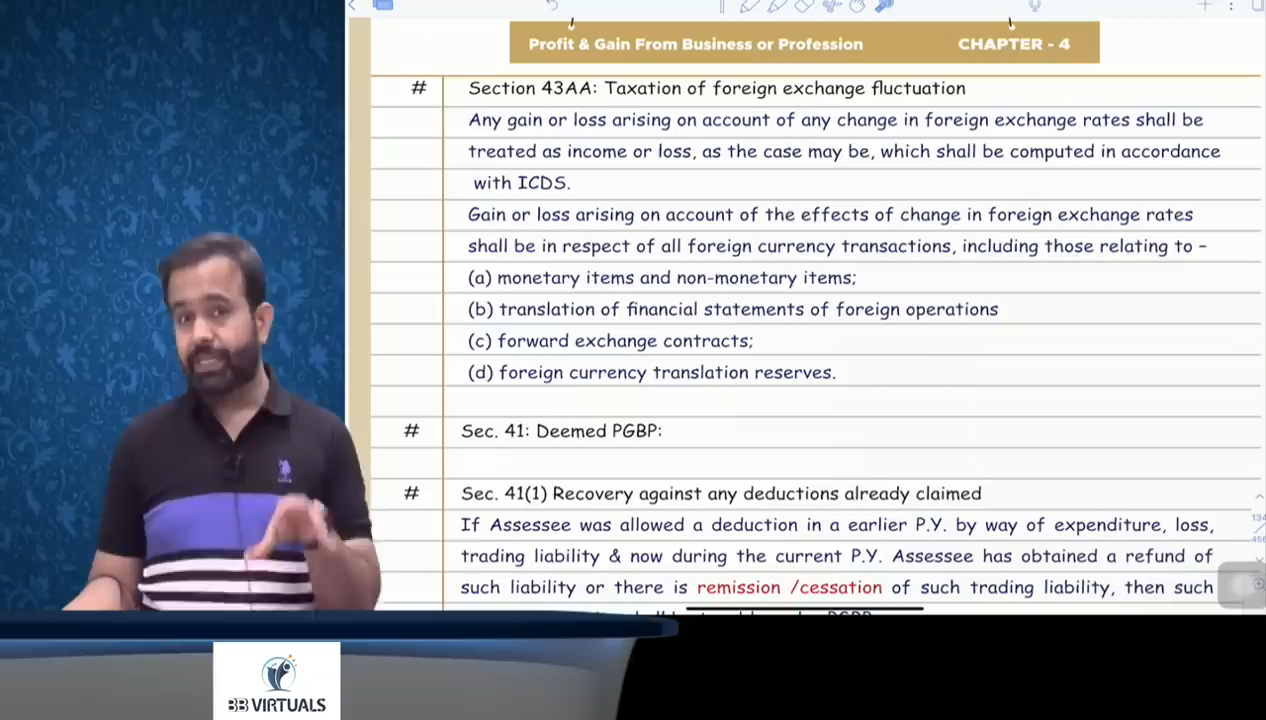 Profit & Gain From Business or Profession CHAPTER - 4
# Section 43AA: Taxation of foreign exchange fluctuation
Any gain or loss arising on account of any change in foreign exchange rates shall be
treated as income or loss, as the case may be, which shall be computed in accordance
with ICDS.
Gain or loss arising on account of the effects of change in foreign exchange rates
shall be in respect of all foreign currency transactions, including those relating to –
(a) monetary items and non-monetary items;
(b) translation of financial statements of foreign operations
(c) forward exchange contracts;
(d) foreign currency translation reserves.
# Sec. 41: Deemed PGBP:
# Sec. 41(1) Recovery against any deductions already claimed
If Assessee was allowed a deduction in a earlier P.Y. by way of expenditure, loss,
trading liability & now during the current P.Y. Assessee has obtained a refund of
such liability or there is remission /cessation of such trading liability, then such
BB VIRTUALS